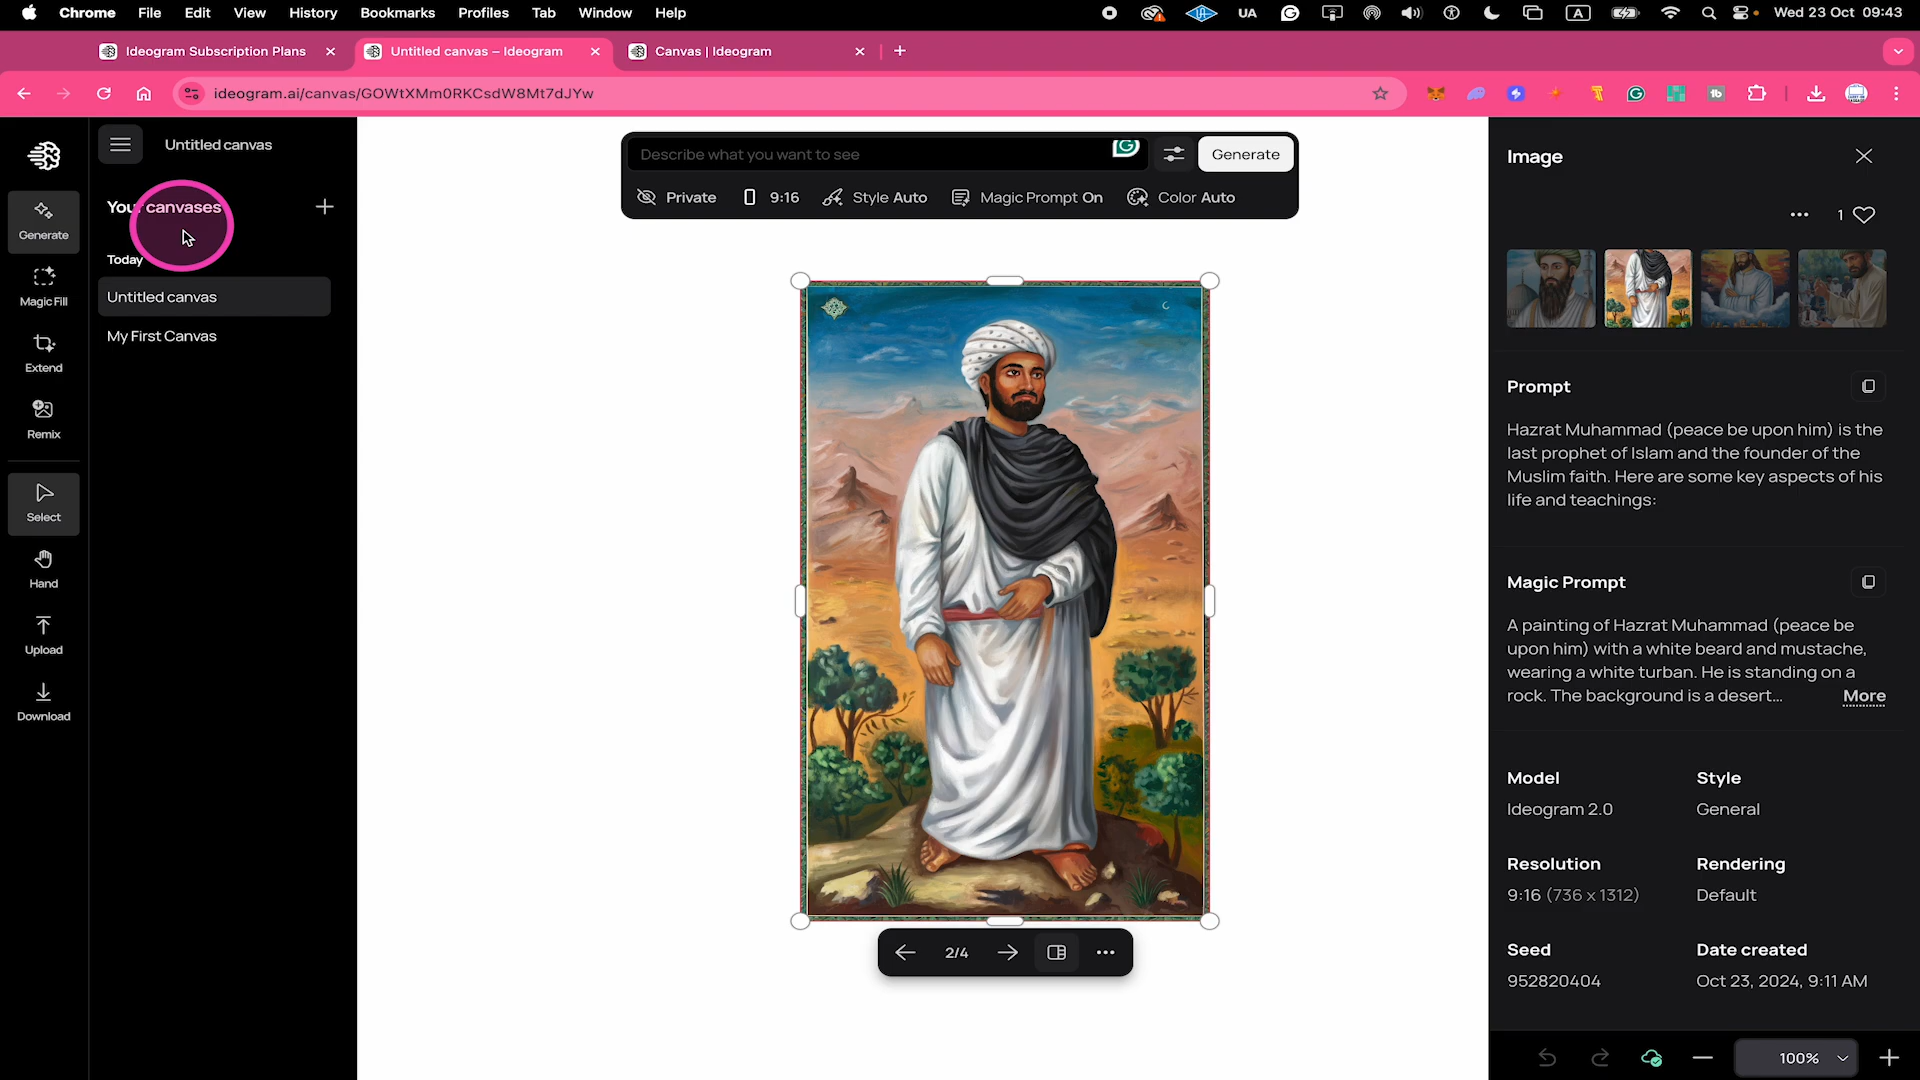 Chrome File Edit View History Bookmarks Profiles Tab Window Help UA A Wed 23 Oct 09:43
Ideogram Subscription Plans Untitled canvas – Ideogram Canvas | Ideogram
ideogram.ai/canvas/GOWtXMm0RKCsdW8Mt7dJYw
Untitled canvas
Your canvases
Today
Untitled canvas
My First Canvas
Generate
Magic Fill
Extend
Remix
Select
Hand
Upload
Download
Describe what you want to see
Generate
Private 9:16 Style Auto Magic Prompt On Color Auto
2/4
Image
1
Prompt
Hazrat Muhammad (peace be upon him) is the
last prophet of Islam and the founder of the
Muslim faith. Here are some key aspects of his
life and teachings:
Magic Prompt
A painting of Hazrat Muhammad (peace be
upon him) with a white beard and mustache,
wearing a white turban. He is standing on a
rock. The background is a desert... More
Model Style
Ideogram 2.0 General
Resolution Rendering
9:16 (736 x 1312) Default
Seed Date created
952820404 Oct 23, 2024, 9:11 AM
100%